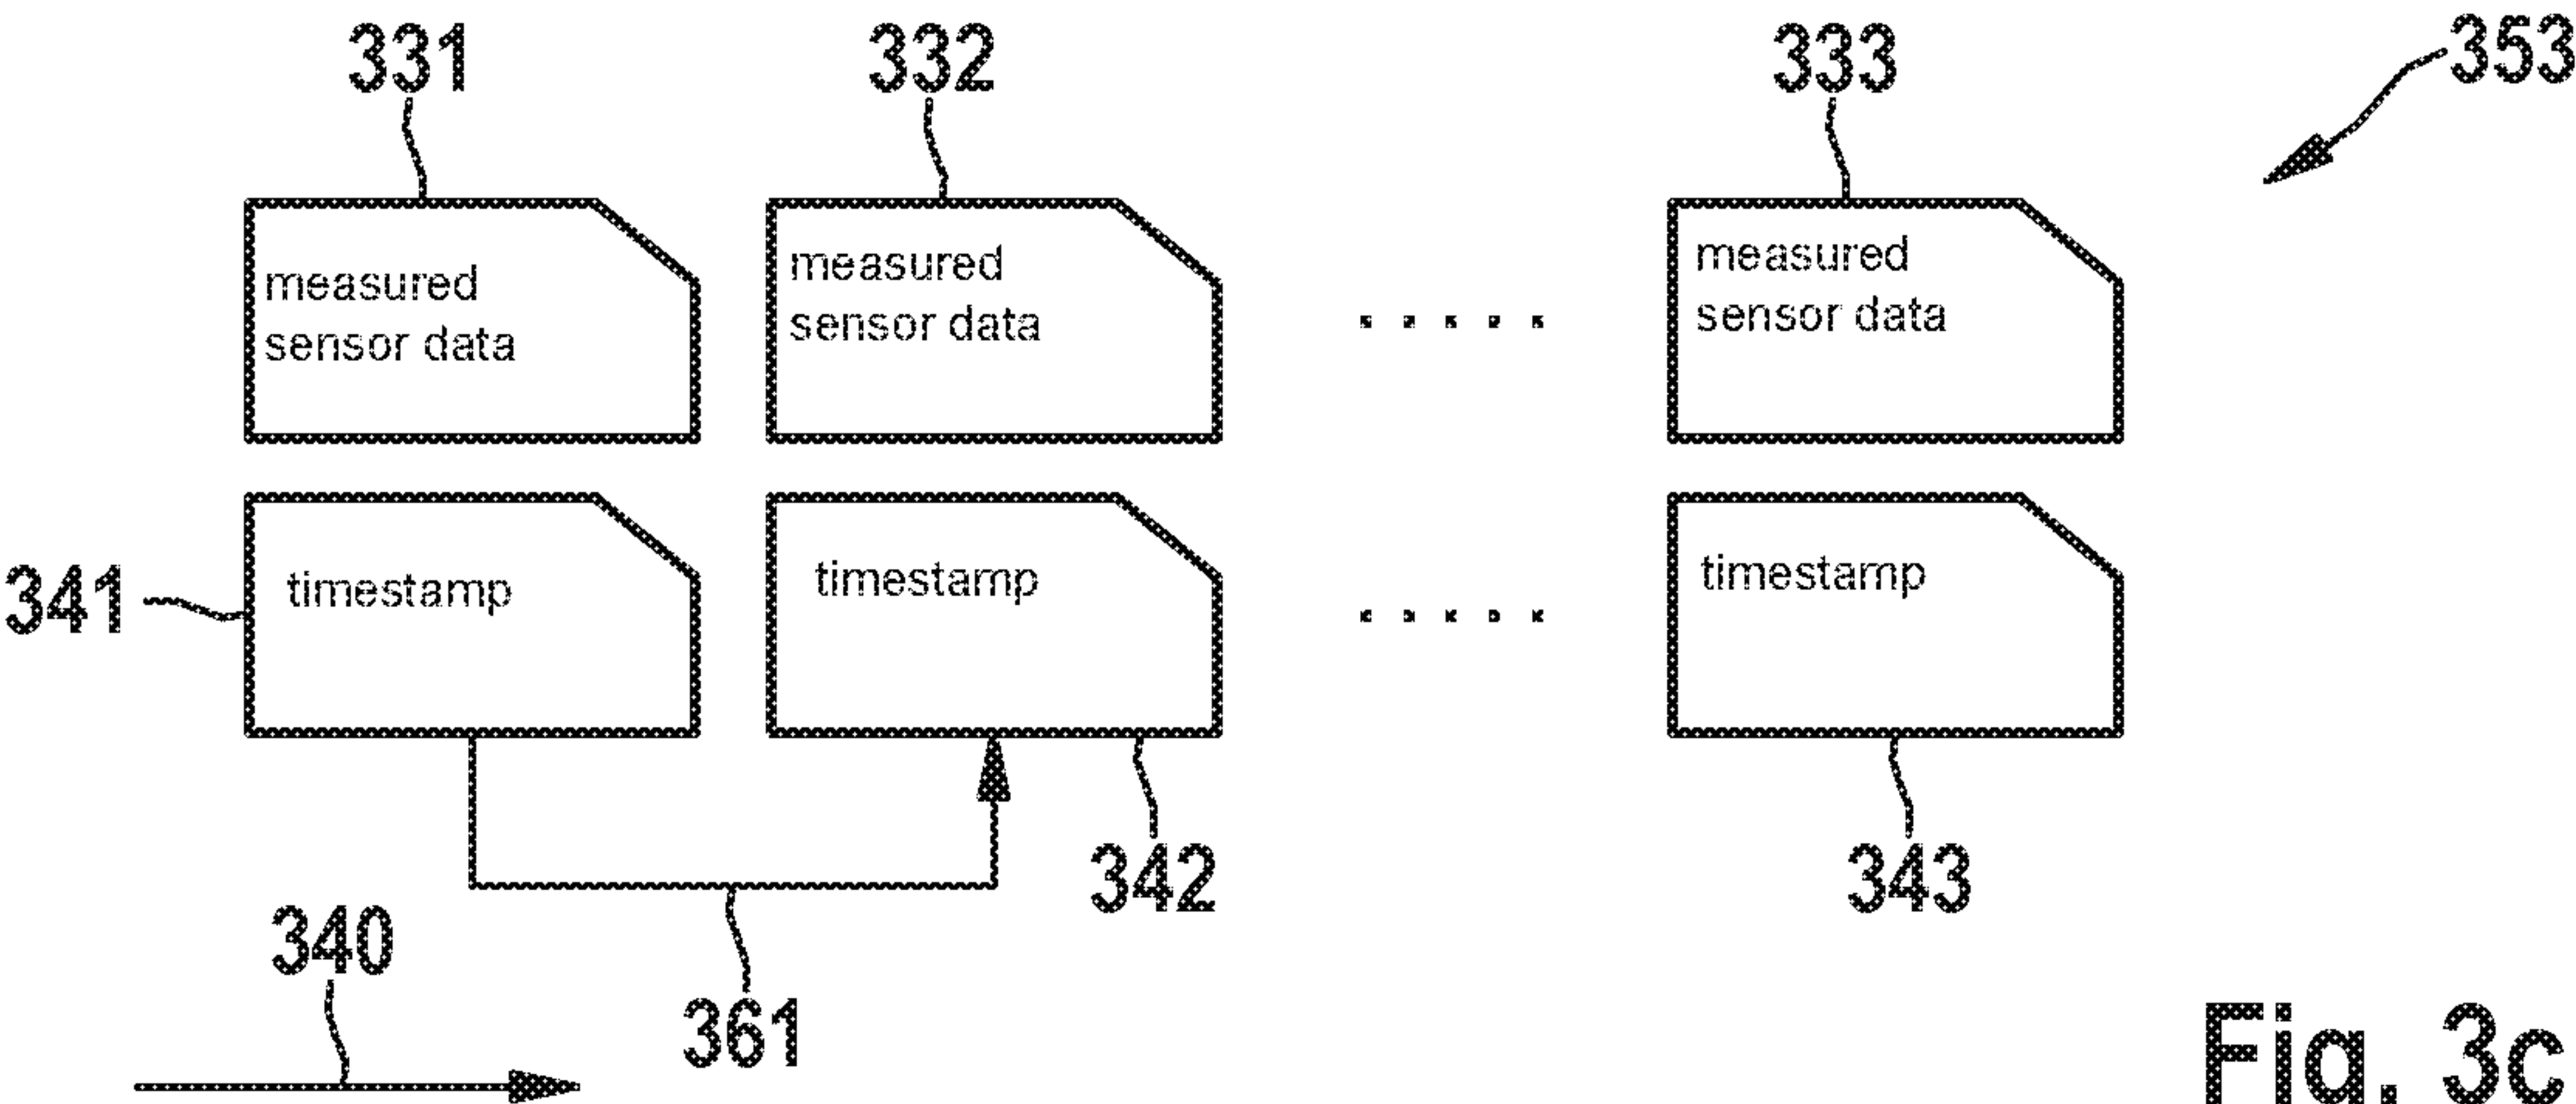 331
332
333
353
measured
sensor data
measured
sensor data
measured
sensor data
341
timestamp
timestamp
timestamp
342
343
340
361
Fig. 3c